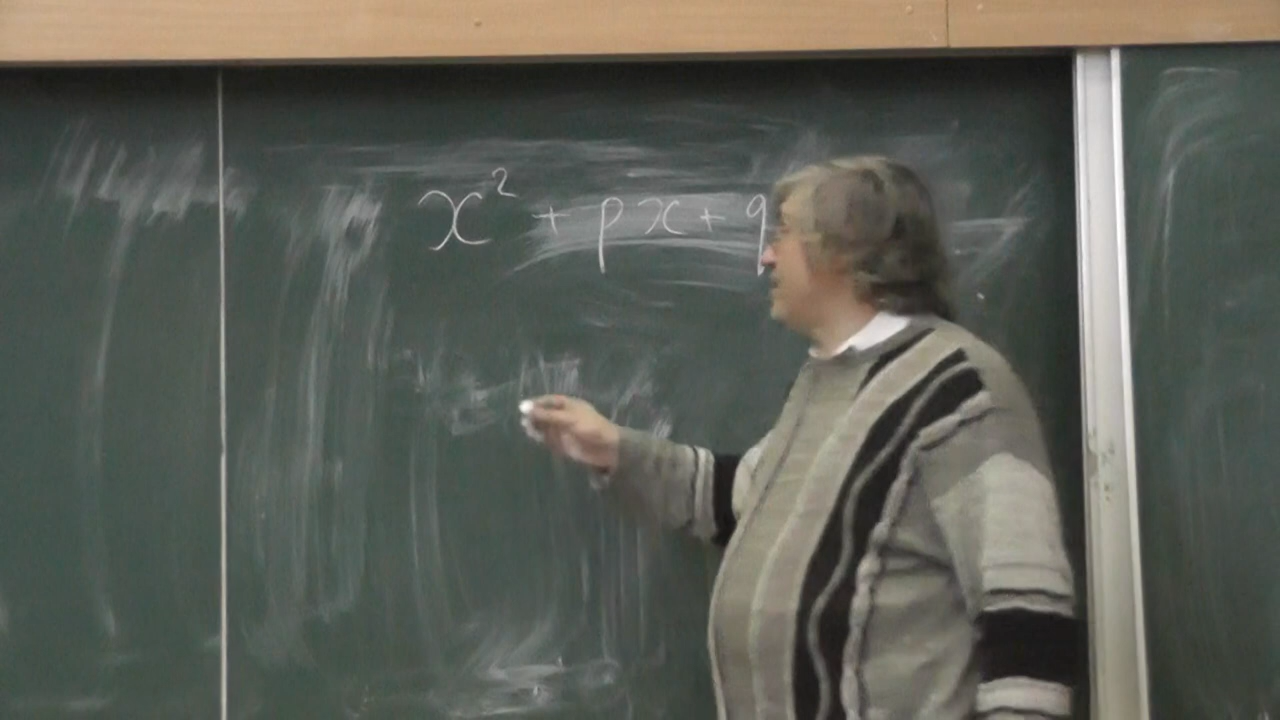 x² + px + q